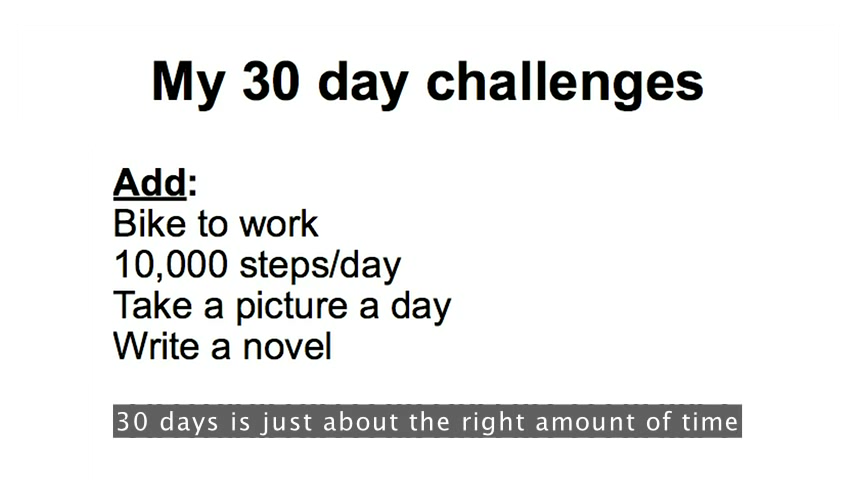 My 30 day challenges
Add:
Bike to work
10,000 steps/day
Take a picture a day
Write a novel
30 days is just about the right amount of time